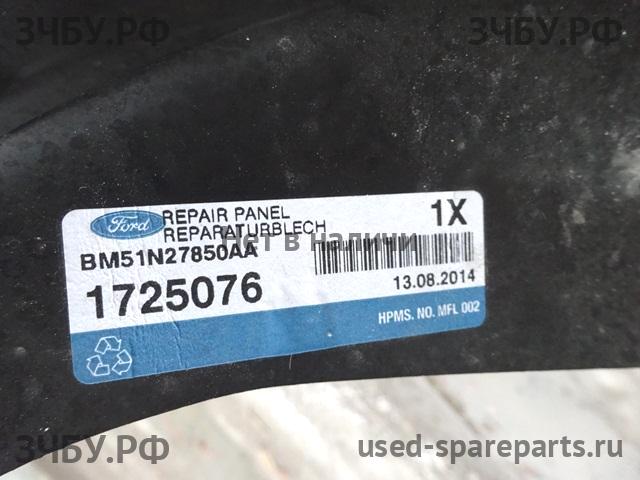 ЗЧБУ.РФ
ЗЧБУ.РФ
Ford
REPAIR PANEL
REPARATURBLECH
1X
Нет в наличии
BM51N27850AA
1725076
13.08.2014
HPMS. NO. MFL 002
ЗЧБУ.РФ
used-spareparts.ru